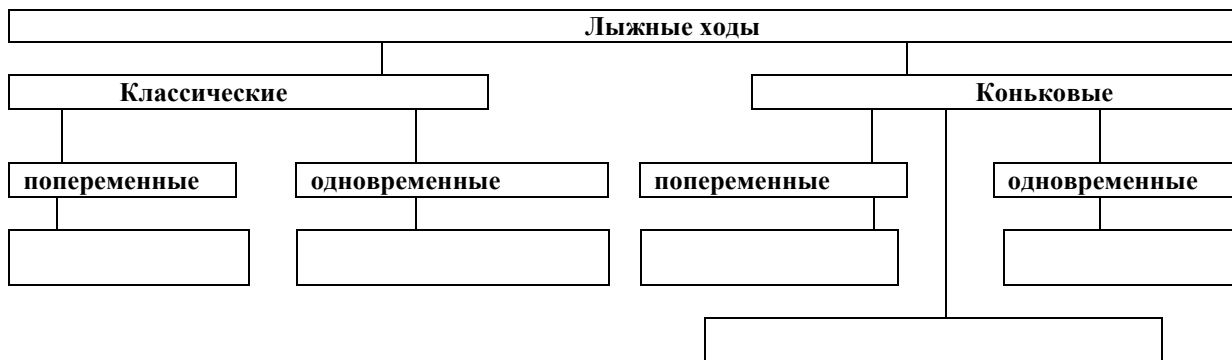 Лыжные ходы
Классические
Коньковые
попеременные
одновременные
попеременные
одновременные